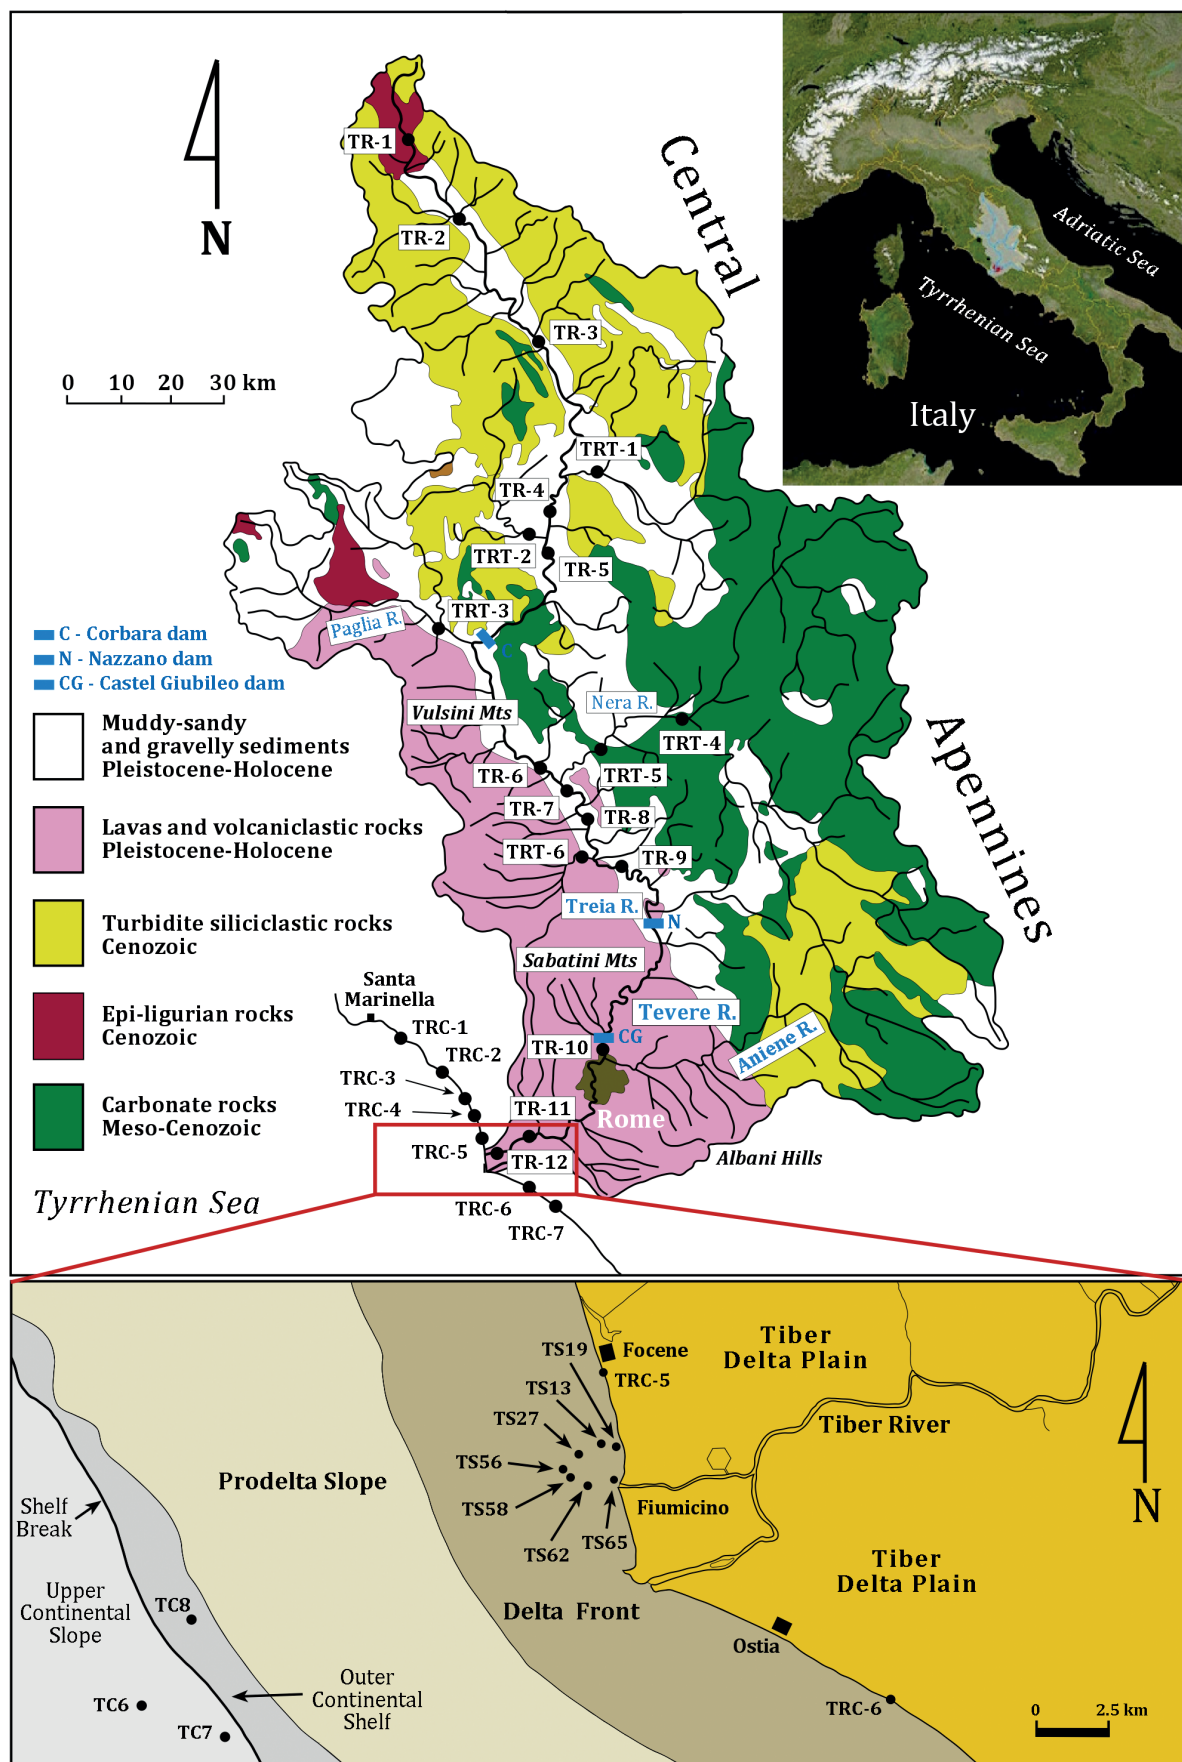 N
TR-1
TR-2
TR-3
Central
Adriatic Sea
Tyrrhenian Sea
Italy
0 10 20 30 km
TRT-1
TR-4
TRT-2
TR-5
TRT-3
Paglia R.
C
C - Corbara dam
N - Nazzano dam
CG - Castel Giubileo dam
Muddy-sandy
and gravelly sediments
Pleistocene-Holocene
Lavas and volcaniclastic rocks
Pleistocene-Holocene
Turbidite siliciclastic rocks
Cenozoic
Epi-ligurian rocks
Cenozoic
Carbonate rocks
Meso-Cenozoic
Vulsini Mts
Nera R.
TRT-4
Apennines
TR-6
TRT-5
TR-7
TR-8
TRT-6
TR-9
Treia R.
N
Sabatini Mts
Tevere R.
Aniene R.
CG
TR-10
Santa
Marinella
TRC-1
TRC-2
TRC-3
TRC-4
TR-11
Rome
TRC-5
TR-12
Albani Hills
TRC-6
TRC-7
Tyrrhenian Sea
TS19
Focene
TRC-5
Tiber
Delta Plain
TS13
TS27
Tiber River
TS56
Prodelta Slope
TS58
Fiumicino
N
Shelf
Break
TS62
TS65
Tiber
Delta Plain
Upper
Continental
Slope
TC8
Delta Front
Ostia
Outer
Continental
Shelf
TC6
TC7
TRC-6
0 2.5 km